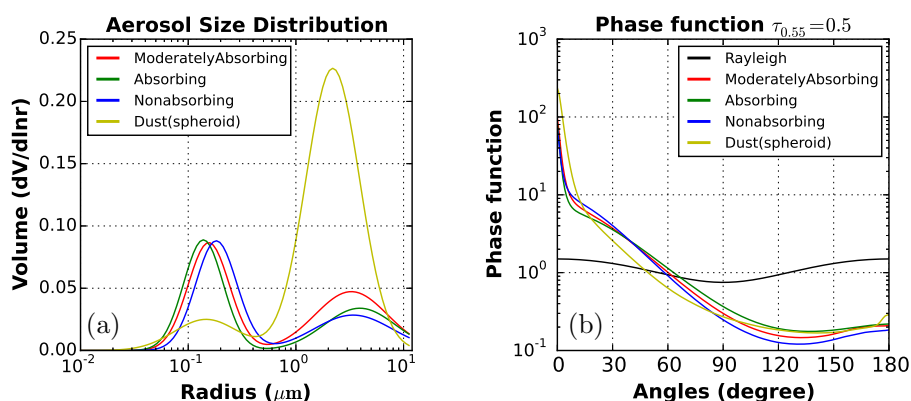 Aerosol Size Distribution
Volume (dV/dlnr)
0.25
0.20
0.15
0.10
0.05
0.00
ModeratelyAbsorbing
Absorbing
Nonabsorbing
Dust(spheroid)
(a)
10^-2
10^-1
10^0
10^1
Radius (μm)
Phase function τ_0.55=0.5
Phase function
10^3
10^2
10^1
10^0
10^-1
Rayleigh
ModeratelyAbsorbing
Absorbing
Nonabsorbing
Dust(spheroid)
(b)
0
30
60
90
120
150
180
Angles (degree)